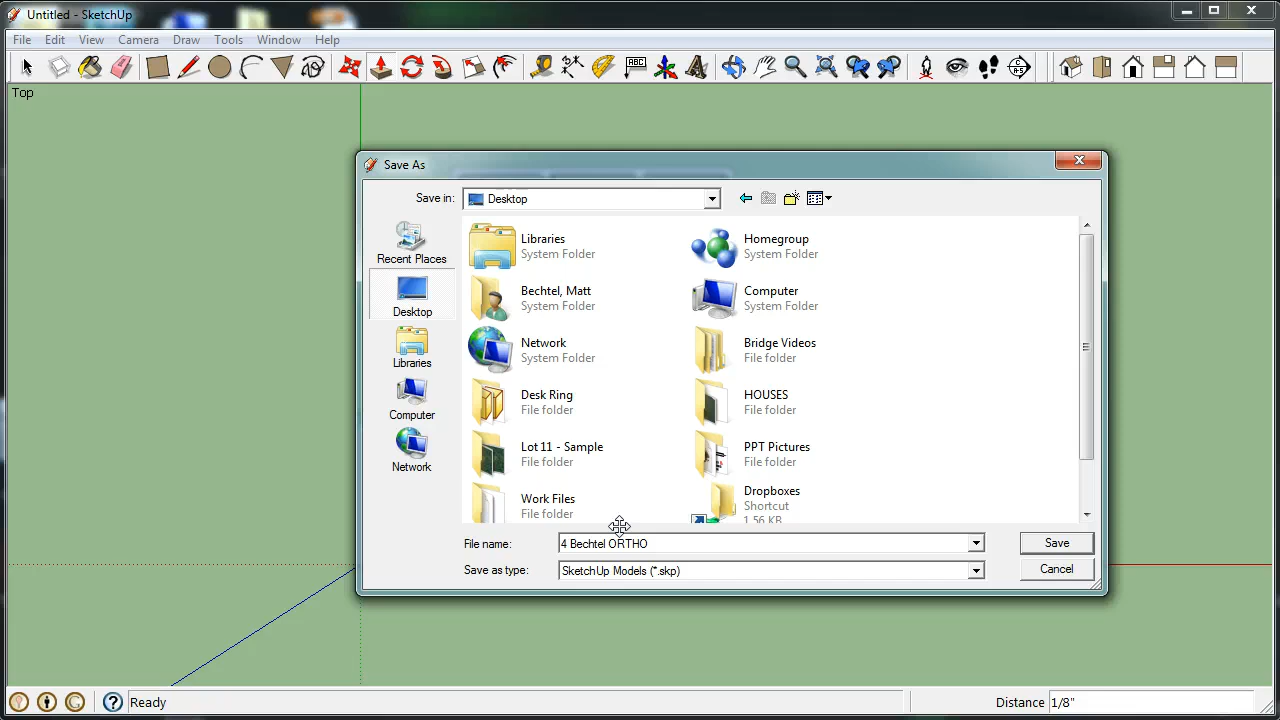 Untitled - SketchUp
File Edit View Camera Draw Tools Window Help
ABC
Top
Save As
Save in: Desktop
Recent Places
Desktop
Libraries
Computer
Network
Libraries
System Folder
Homegroup
System Folder
Bechtel, Matt
System Folder
Computer
System Folder
Network
System Folder
Bridge Videos
File folder
Desk Ring
File folder
HOUSES
File folder
Lot 11 - Sample
File folder
PPT Pictures
File folder
Work Files
File folder
Dropboxes
Shortcut
1.56 KB
File name: 4 Bechtel ORTHO
Save
Save as type: SketchUp Models (*.skp)
Cancel
Ready
Distance 1/8"